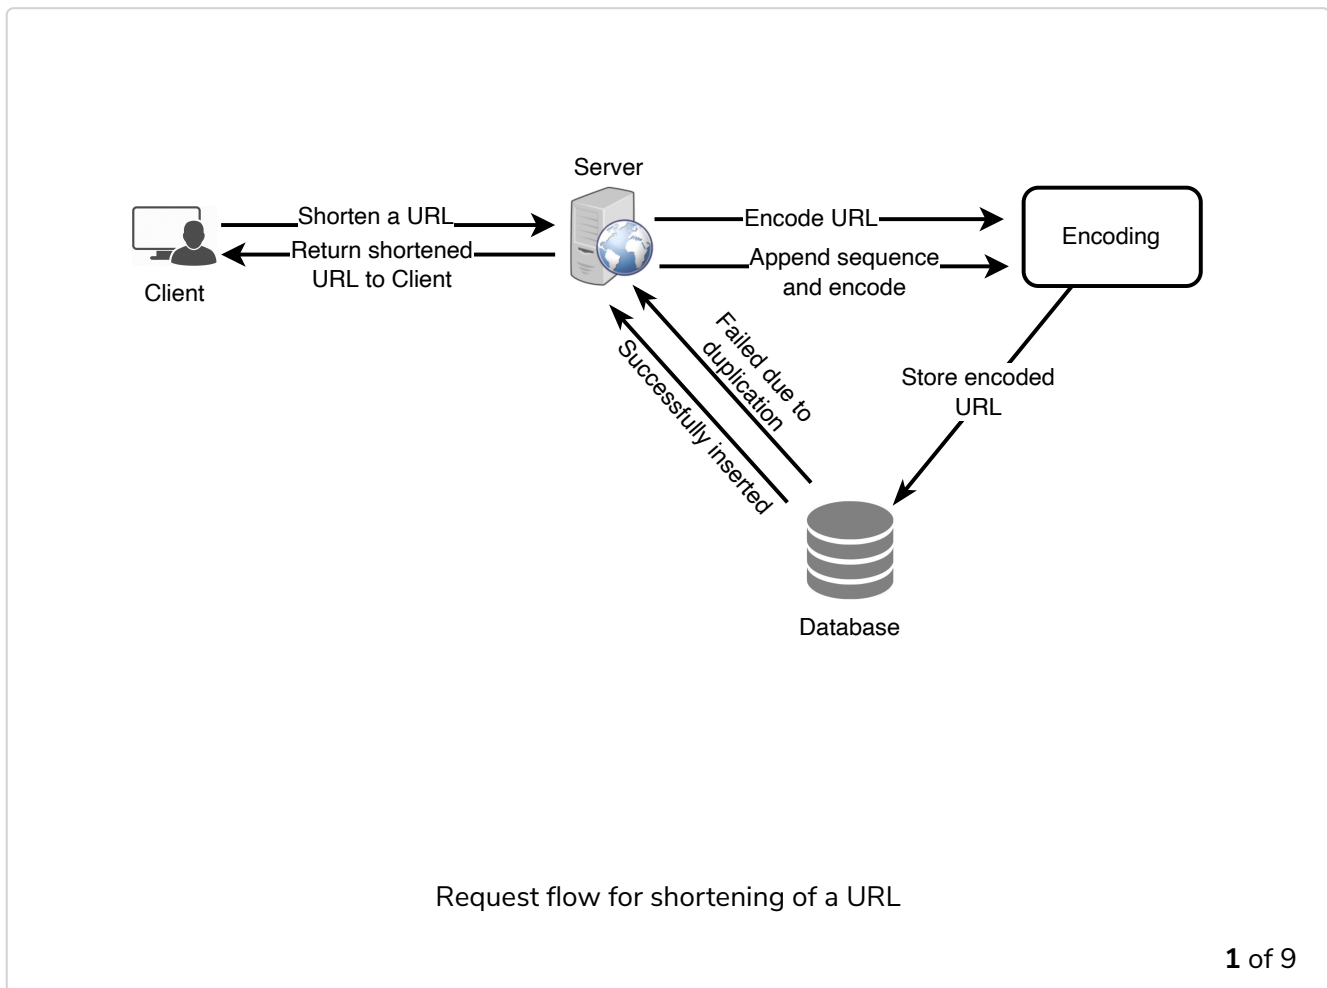 Server
Shorten a URL
Return shortened
URL to Client
Client
Encode URL
Append sequence
and encode
Encoding
Failed due to
duplication
Successfully inserted
Store encoded
URL
Database
Request flow for shortening of a URL
1 of 9